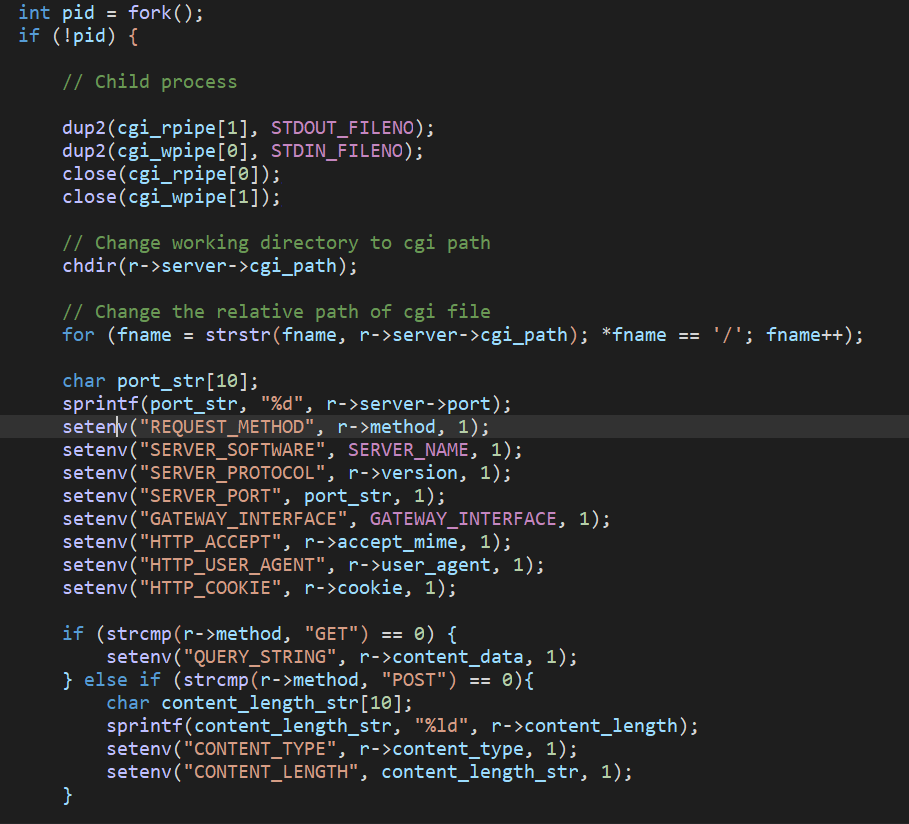 int pid = fork();
if (!pid) {
// Child process
dup2(cgi_rpipe[1], STDOUT_FILENO);
dup2(cgi_wpipe[0], STDIN_FILENO);
close(cgi_rpipe[0]);
close(cgi_wpipe[1]);
// Change working directory to cgi path
chdir(r->server->cgi_path);
// Change the relative path of cgi file
for (fname = strstr(fname, r->server->cgi_path); *fname == '/'; fname++);
char port_str[10];
sprintf(port_str, "%d", r->server->port);
setenv("REQUEST_METHOD", r->method, 1);
setenv("SERVER_SOFTWARE", SERVER_NAME, 1);
setenv("SERVER_PROTOCOL", r->version, 1);
setenv("SERVER_PORT", port_str, 1);
setenv("GATEWAY_INTERFACE", GATEWAY_INTERFACE, 1);
setenv("HTTP_ACCEPT", r->accept_mime, 1);
setenv("HTTP_USER_AGENT", r->user_agent, 1);
setenv("HTTP_COOKIE", r->cookie, 1);
if (strcmp(r->method, "GET") == 0) {
setenv("QUERY_STRING", r->content_data, 1);
} else if (strcmp(r->method, "POST") == 0){
char content_length_str[10];
sprintf(content_length_str, "%ld", r->content_length);
setenv("CONTENT_TYPE", r->content_type, 1);
setenv("CONTENT_LENGTH", content_length_str, 1);
}